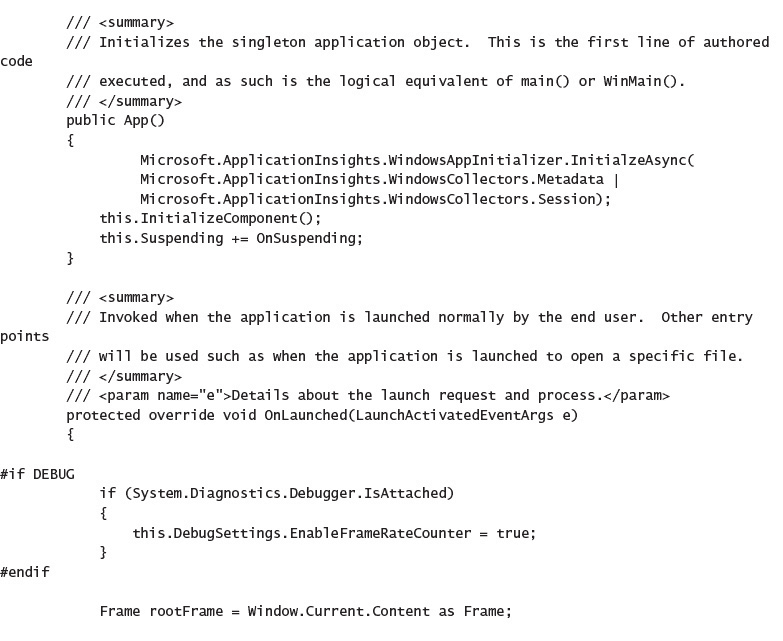 /// <summary>
/// Initializes the singleton application object.  This is the first line of authored
code
/// executed, and as such is the logical equivalent of main() or WinMain().
/// </summary>
public App()
{
Microsoft.ApplicationInsights.WindowsAppInitializer.InitialzeAsync(
Microsoft.ApplicationInsights.WindowsCollectors.Metadata |
Microsoft.ApplicationInsights.WindowsCollectors.Session);
this.InitializeComponent();
this.Suspending += OnSuspending;
}
/// <summary>
/// Invoked when the application is launched normally by the end user.  Other entry
points
/// will be used such as when the application is launched to open a specific file.
/// </summary>
/// <param name="e">Details about the launch request and process.</param>
protected override void OnLaunched(LaunchActivatedEventArgs e)
{
#if DEBUG
if (System.Diagnostics.Debugger.IsAttached)
{
this.DebugSettings.EnableFrameRateCounter = true;
}
#endif
Frame rootFrame = Window.Current.Content as Frame;